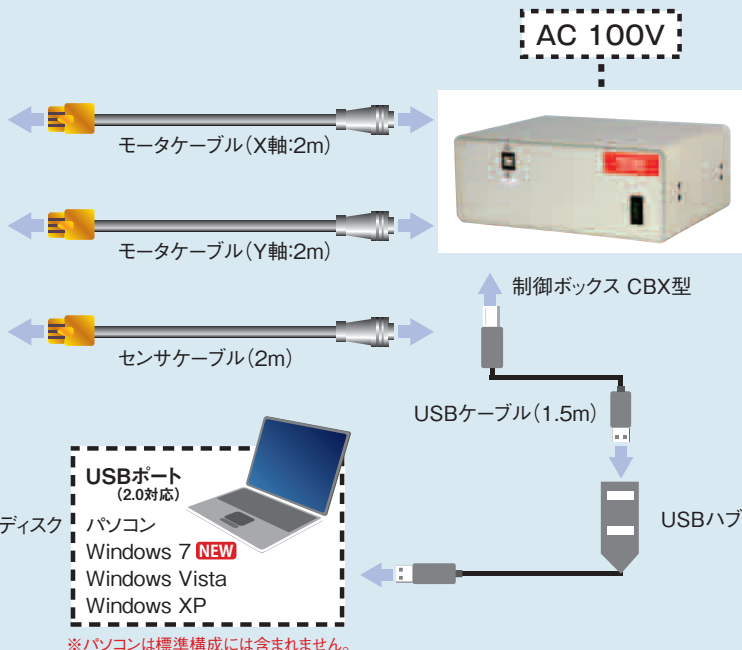 AC 100V
モータケーブル(X軸:2m)
モータケーブル(Y軸:2m)
制御ボックス CBX型
センサケーブル(2m)
USBケーブル(1.5m)
USBポート
(2.0対応)
ディスク
パソコン
Windows 7 NEW
Windows Vista
Windows XP
USBハブ
※パソコンは標準構成には含まれません。